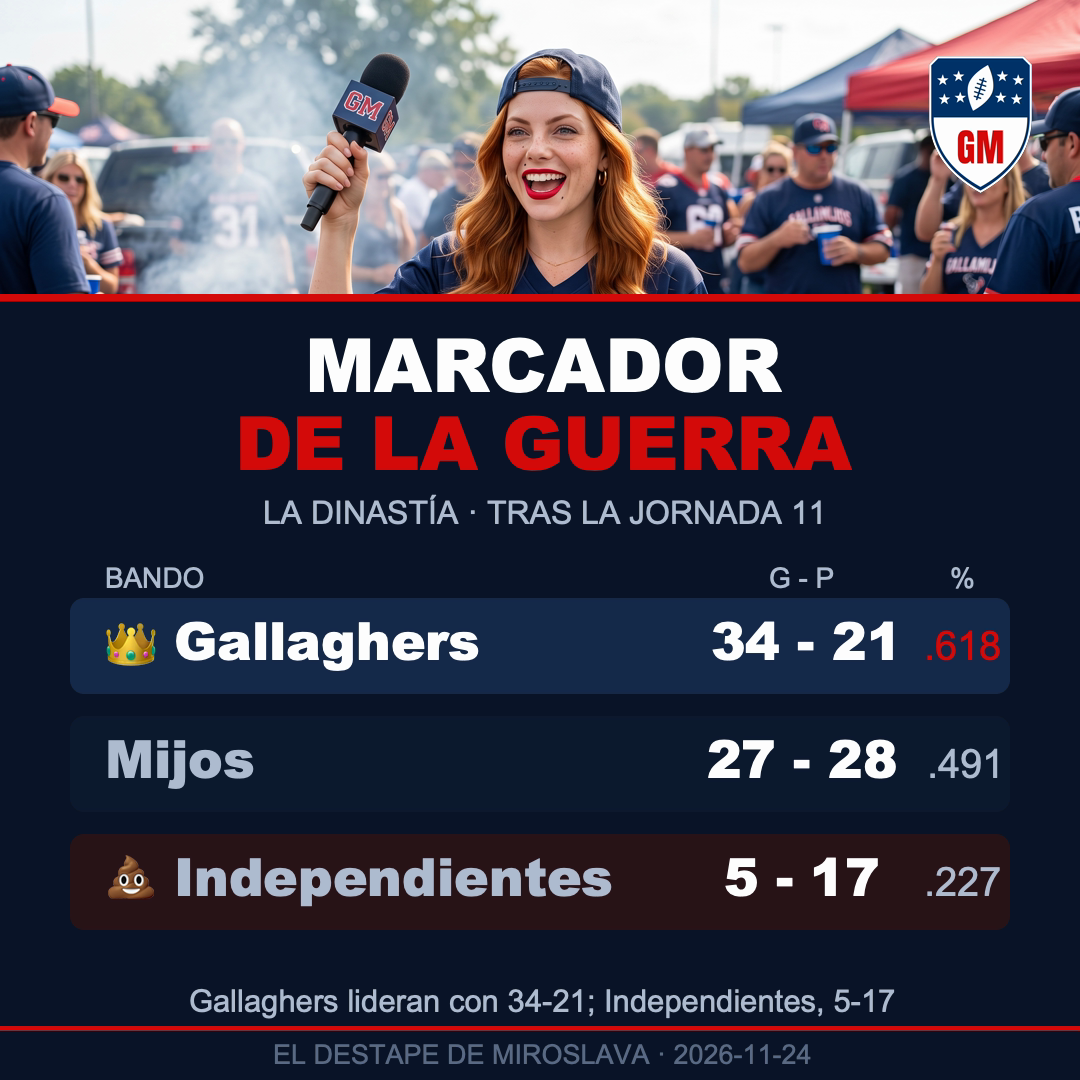 GM
GM
31
MARCADOR
DE LA GUERRA
LA DINASTÍA · TRAS LA JORNADA 11
BANDO G - P %
👑 Gallaghers 34 - 21 .618
Mijos 27 - 28 .491
💩 Independientes 5 - 17 .227
Gallaghers lideran con 34-21; Independientes, 5-17
EL DESTAPE DE MIROSLAVA · 2026-11-24